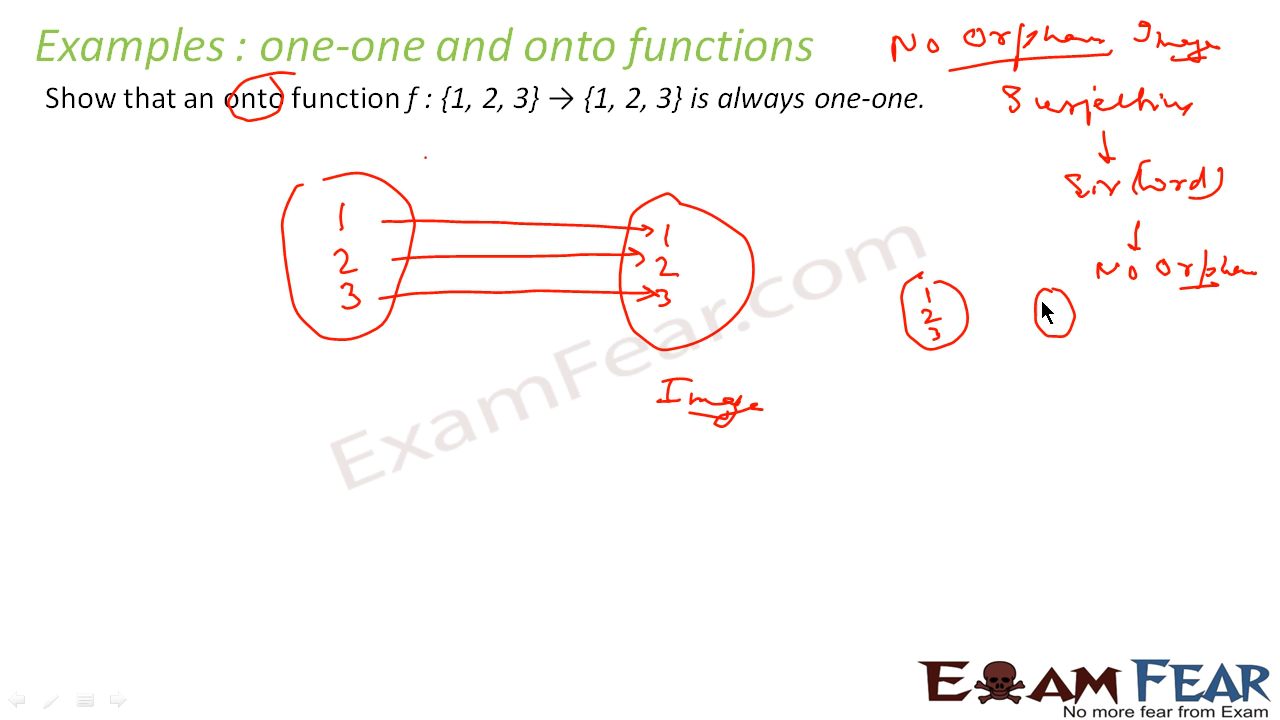 Examples : one-one and onto functions
Show that an onto function f : {1, 2, 3} → {1, 2, 3} is always one-one.
No Orphan Image
Surjective
Sir (Lord)
No Orphan
1
2
3
1
2
3
1
2
3
Image
ExamFear.com
EXAM FEAR
No more fear from Exam